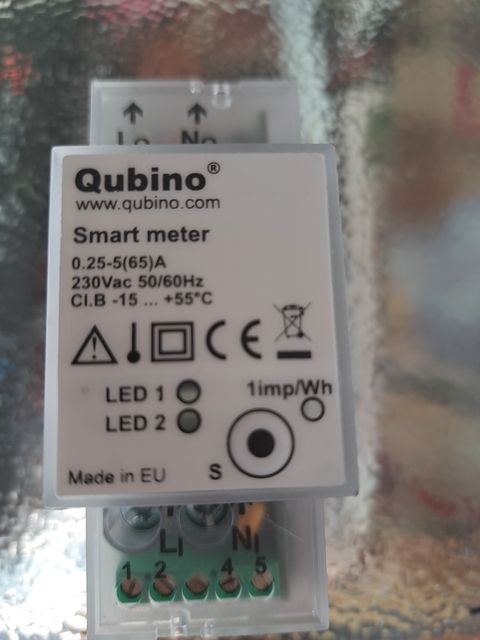 Lo No
Qubino®
www.qubino.com
Smart meter
0.25-5(65)A
230Vac 50/60Hz
Cl.B -15 ... +55°C
CE
LED 1 1imp/Wh
LED 2
Made in EU S
Li Ni
1 2 4 5